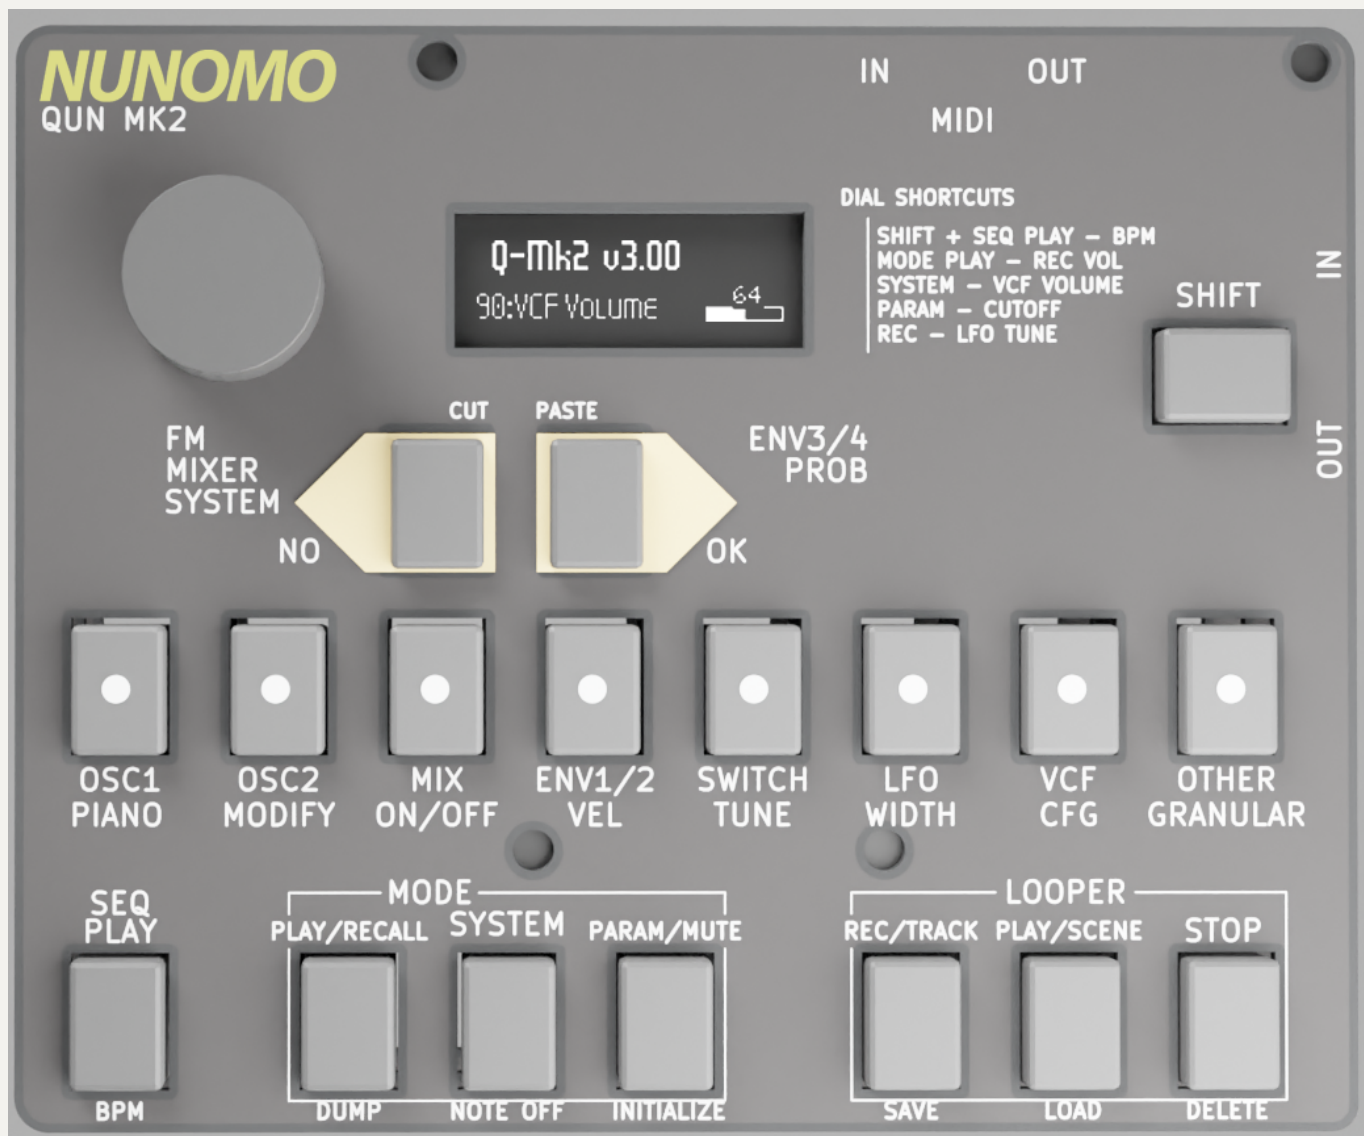 NUNOMO
QUN MK2
IN
OUT
MIDI
Q-Mk2 v3.00
90:VCF Volume
64
DIAL SHORTCUTS
SHIFT + SEQ PLAY – BPM
MODE PLAY – REC VOL
SYSTEM – VCF VOLUME
PARAM – CUTOFF
REC – LFO TUNE
IN
SHIFT
OUT
CUT
PASTE
FM
MIXER
SYSTEM
NO
ENV3/4
PROB
OK
OSC1
PIANO
OSC2
MODIFY
MIX
ON/OFF
ENV1/2
VEL
SWITCH
TUNE
LFO
WIDTH
VCF
CFG
OTHER
GRANULAR
SEQ
PLAY
BPM
MODE
PLAY/RECALL
SYSTEM
PARAM/MUTE
DUMP
NOTE OFF
INITIALIZE
LOOPER
REC/TRACK
PLAY/SCENE
STOP
SAVE
LOAD
DELETE